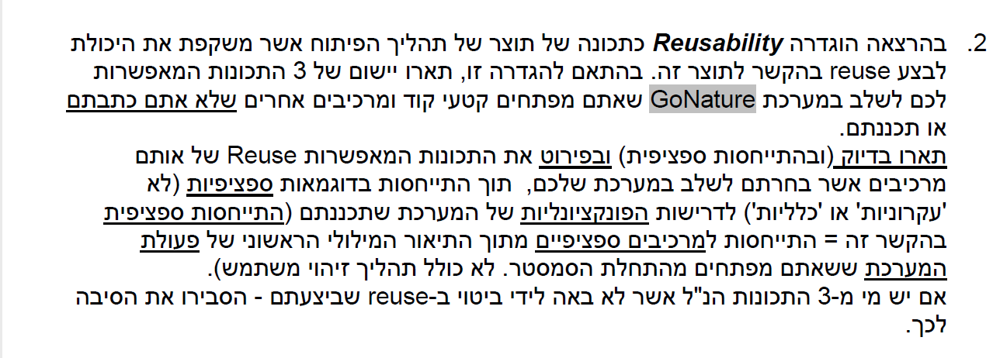 2. בהרצאה הוגדרה Reusability כתכונה של תוצר של תהליך הפיתוח אשר משקפת את היכולת
לבצע reuse בהקשר לתוצר זה. בהתאם להגדרה זו, תארו יישום של 3 התכונות המאפשרות
לכם לשלב במערכת GoNature שאתם מפתחים קטעי קוד ומרכיבים אחרים שלא אתם כתבתם
או תכננתם.
תארו בדיוק (ובהתייחסות ספציפית) ובפירוט את התכונות המאפשרות Reuse של אותם
מרכיבים אשר בחרתם לשלב במערכת שלכם, תוך התייחסות בדוגמאות ספציפיות (לא
'עקרוניות' או 'כלליות') לדרישות הפונקציונליות של המערכת שתכננתם (התייחסות ספציפית
בהקשר זה = התייחסות למרכיבים ספציפיים מתוך התיאור המילולי הראשוני של פעולת
המערכת ששאתם מפתחים מהתחלת הסמסטר. לא כולל תהליך זיהוי משתמש).
אם יש מי מ-3 התכונות הנ"ל אשר לא באה לידי ביטוי ב-reuse שביצעתם - הסבירו את הסיבה
לכך.